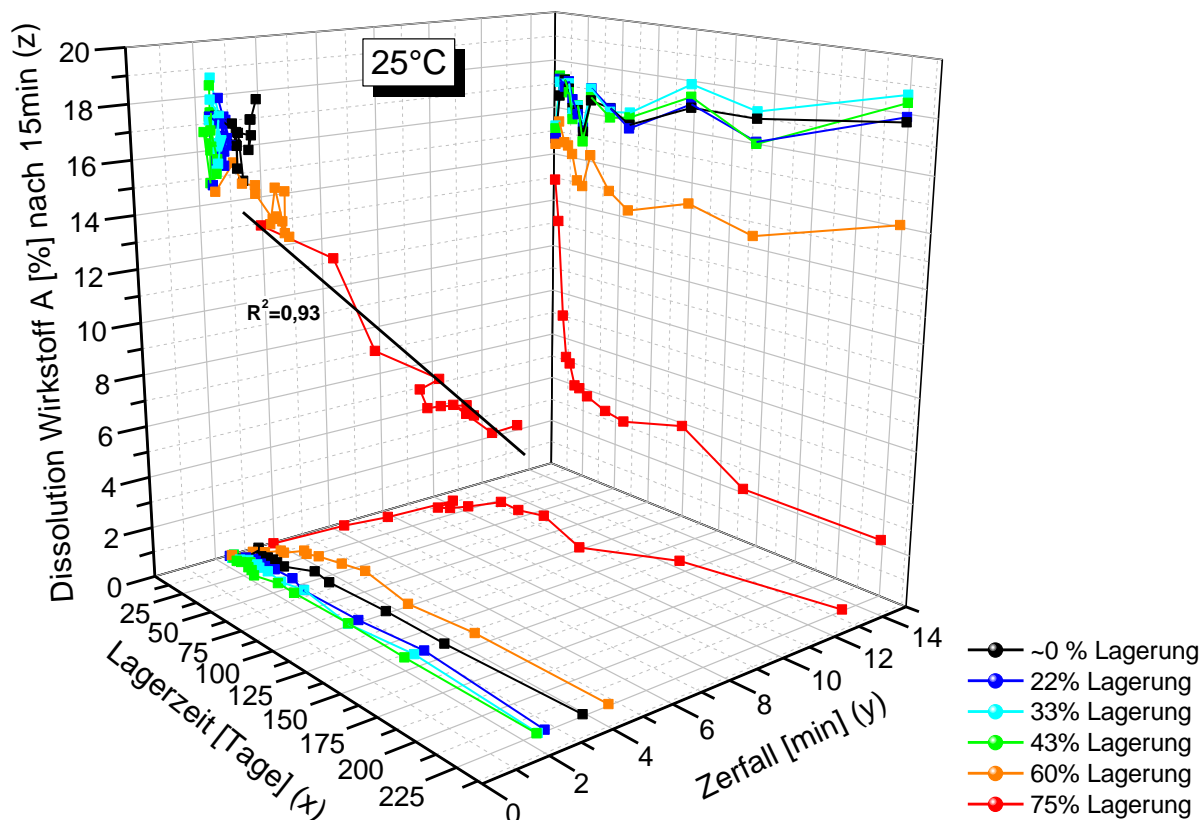 25°C
Dissolution Wirkstoff A [%] nach 15min (z)
20
18
16
14
12
10
8
6
4
2
0
R²=0,93
25
50
75
100
125
150
175
200
225
Lagerzeit [Tage] (x)
0
2
4
6
8
10
12
14
Zerfall [min] (y)
~0 % Lagerung
22% Lagerung
33% Lagerung
43% Lagerung
60% Lagerung
75% Lagerung